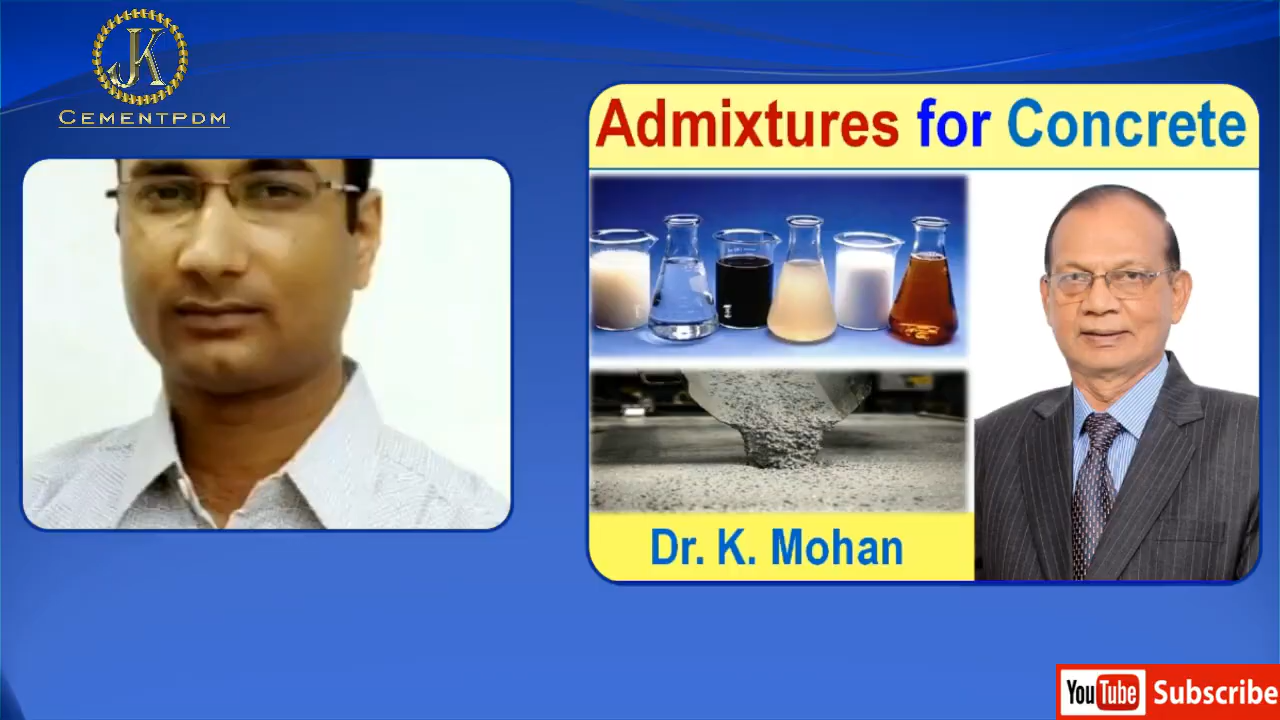 JK
CEMENTPDM
Admixtures for Concrete
Dr. K. Mohan
YouTube Subscribe